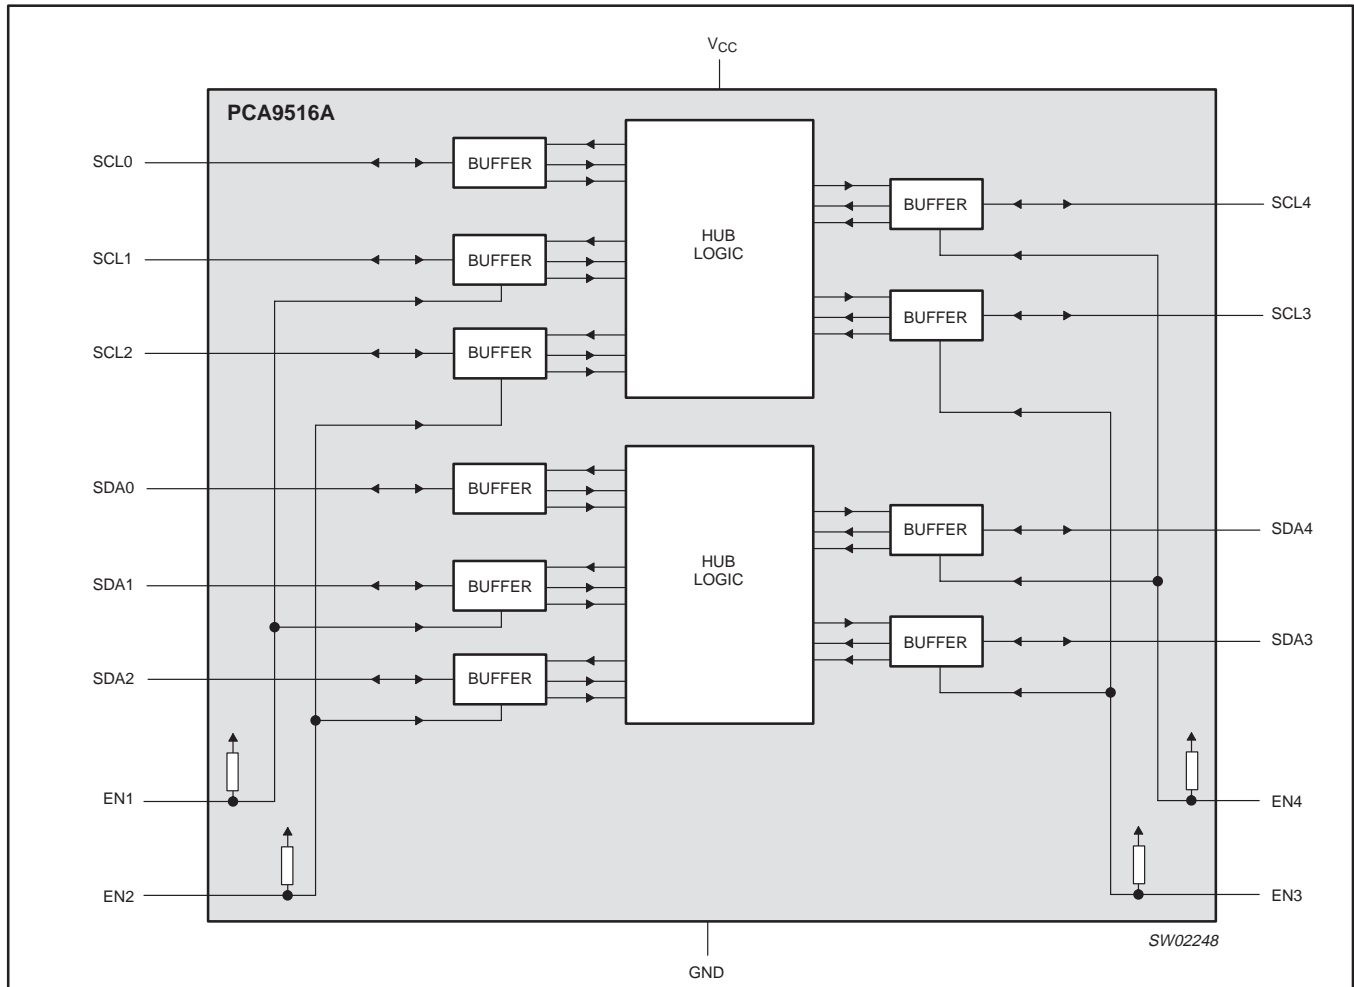 VCC
PCA9516A
SCL0
BUFFER
SCL1
BUFFER
SCL2
BUFFER
HUB
LOGIC
BUFFER
SCL4
BUFFER
SCL3
SDA0
BUFFER
SDA1
BUFFER
SDA2
BUFFER
HUB
LOGIC
BUFFER
SDA4
BUFFER
SDA3
EN1
EN2
EN4
EN3
SW02248
GND